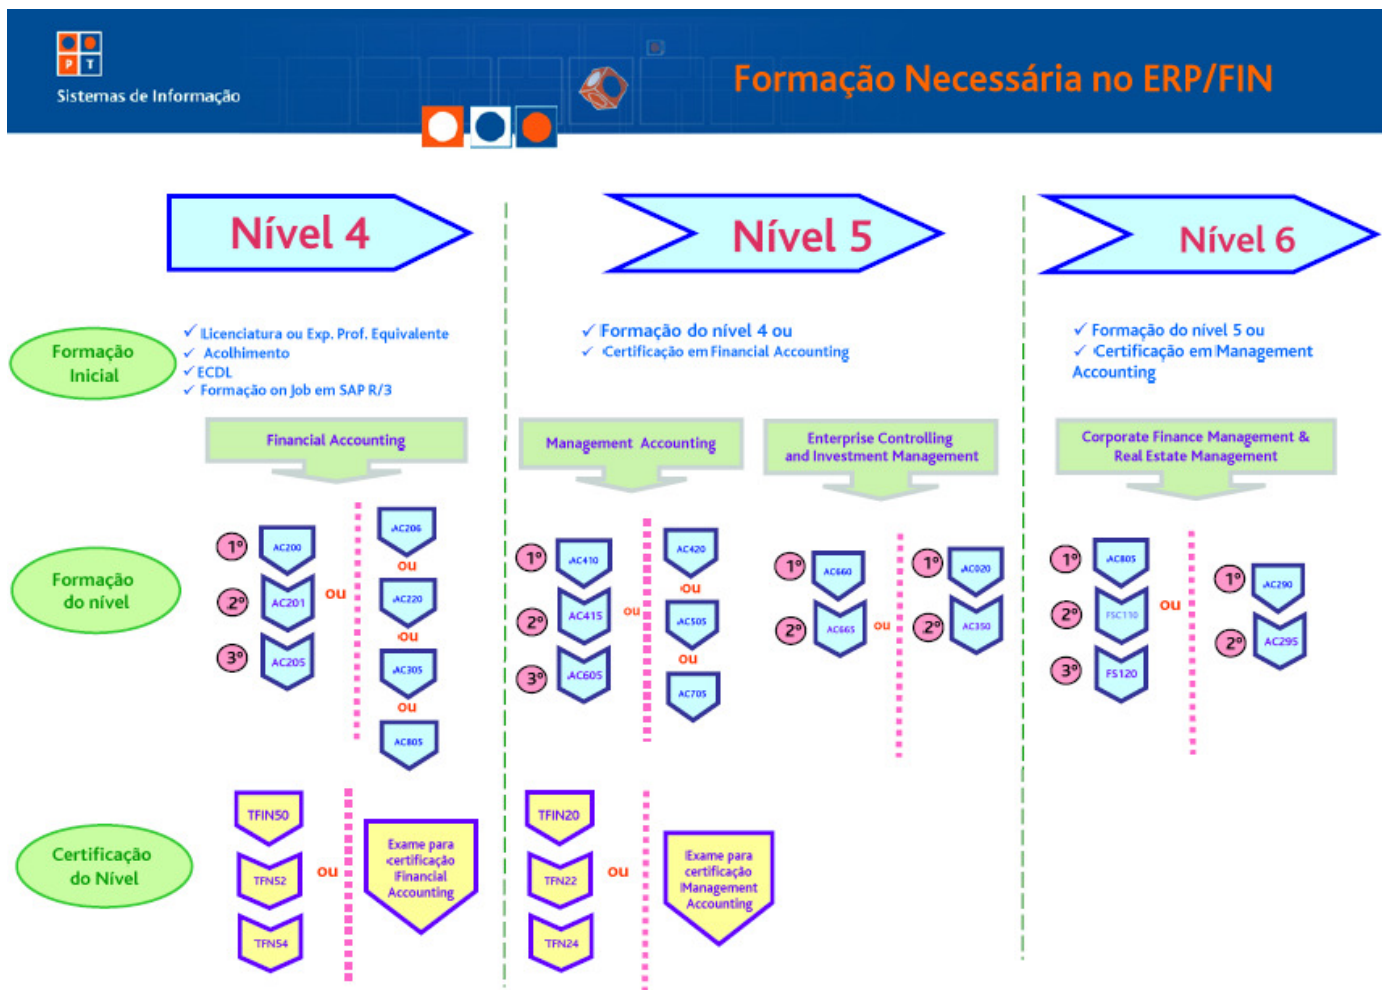 P T
Sistemas de Informação
Formação Necessária no ERP/FIN
Nível 4
Nível 5
Nível 6
Formação
Inicial
Licenciatura ou Exp. Prof. Equivalente
Acolhimento
ECDL
Formação on Job em SAP R/3
Formação do nível 4 ou
Certificação em Financial Accounting
Formação do nível 5 ou
Certificação em Management
Accounting
Financial Accounting
Management Accounting
Enterprise Controlling
and Investment Management
Corporate Finance Management &
Real Estate Management
Formação
do nível
1º
AC200
2º
AC201
3º
AC205
ou
AC206
ou
AC220
ou
AC305
ou
AC805
1º
AC410
2º
AC415
3º
AC605
ou
AC420
ou
AC505
ou
AC705
1º
AC660
2º
AC665
ou
1º
AC020
2º
AC350
1º
AC805
2º
FSC110
3º
FS120
ou
1º
AC290
2º
AC295
Certificação
do Nível
TFIN50
TFN52
TFN54
ou
Exame para
certificação
Financial
Accounting
TFIN20
TFN22
TFN24
ou
Exame para
certificação
Management
Accounting